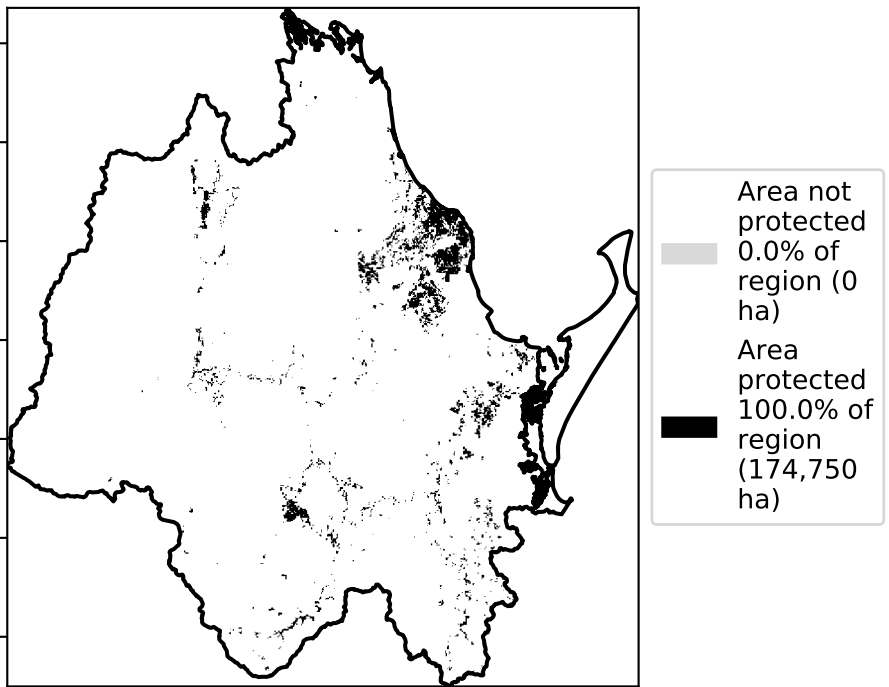 Area not
protected
0.0% of
region (0
ha)
Area
protected
100.0% of
region
(174,750
ha)